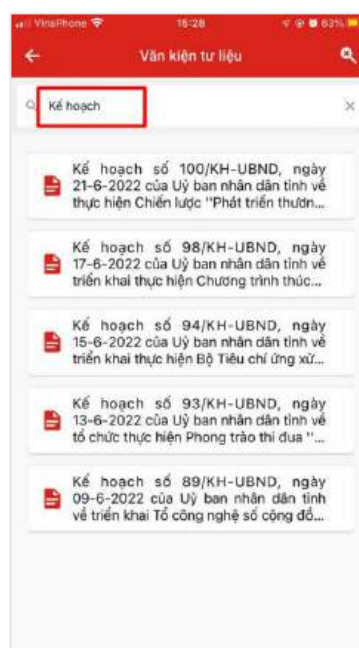 VinaPhone 15:28 63%
Văn kiện tư liệu
Kế hoạch
Kế hoạch số 100/KH-UBND, ngày
21-6-2022 của Uỷ ban nhân dân tỉnh về
thực hiện Chiến lược "Phát triển thươn...
Kế hoạch số 98/KH-UBND, ngày
17-6-2022 của Uỷ ban nhân dân tỉnh về
triển khai thực hiện Chương trình thúc...
Kế hoạch số 94/KH-UBND, ngày
15-6-2022 của Uỷ ban nhân dân tỉnh về
triển khai thực hiện Bộ Tiêu chí ứng xử...
Kế hoạch số 93/KH-UBND, ngày
13-6-2022 của Uỷ ban nhân dân tỉnh về
tổ chức thực hiện Phong trào thi đua "...
Kế hoạch số 89/KH-UBND, ngày
09-6-2022 của Uỷ ban nhân dân tỉnh
về triển khai Tổ công nghệ số cộng đồ...